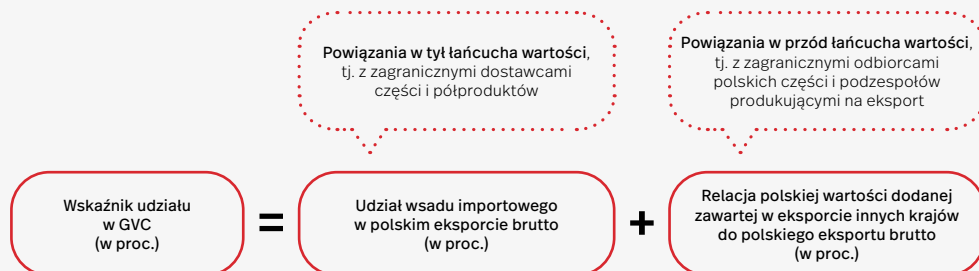 Powiązania w tył łańcucha wartości,
tj. z zagranicznymi dostawcami
części i półproduktów
Powiązania w przód łańcucha wartości,
tj. z zagranicznymi odbiorcami
polskich części i podzespołów
produkującymi na eksport
Wskaźnik udziału
w GVC
(w proc.)
=
Udział wsadu importowego
w polskim eksporcie brutto
(w proc.)
+
Relacja polskiej wartości dodanej
zawartej w eksporcie innych krajów
do polskiego eksportu brutto
(w proc.)